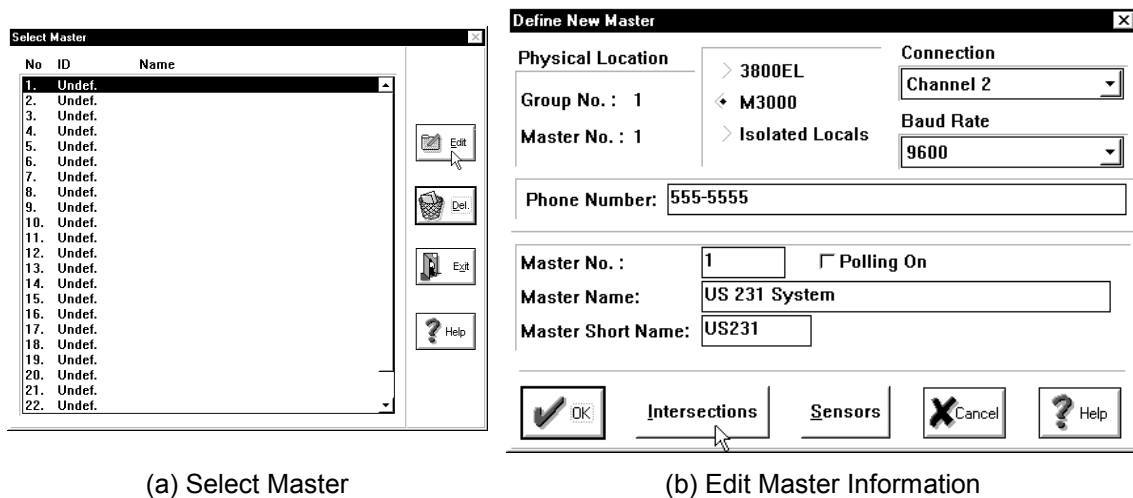 Select Master
No ID Name
1. Undef.
2. Undef.
3. Undef.
4. Undef.
5. Undef.
6. Undef.
7. Undef.
8. Undef.
9. Undef.
10. Undef.
11. Undef.
12. Undef.
13. Undef.
14. Undef.
15. Undef.
16. Undef.
17. Undef.
18. Undef.
19. Undef.
20. Undef.
21. Undef.
22. Undef.
Edit
Del.
Exit
Help
(a) Select Master
Define New Master
Physical Location
Group No. : 1
Master No. : 1
3800EL
M3000
Isolated Locals
Connection
Channel 2
Baud Rate
9600
Phone Number: 555-5555
Master No. : 1 Polling On
Master Name: US 231 System
Master Short Name: US231
OK Intersections Sensors Cancel Help
(b) Edit Master Information